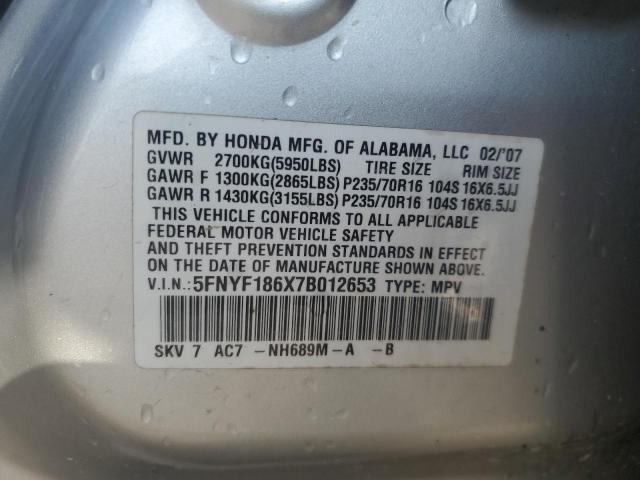 MFD. BY HONDA MFG. OF ALABAMA, LLC 02/'07
GVWR 2700KG(5950LBS) TIRE SIZE RIM SIZE
GAWR F 1300KG(2865LBS) P235/70R16 104S 16X6.5JJ
GAWR R 1430KG(3155LBS) P235/70R16 104S 16X6.5JJ
THIS VEHICLE CONFORMS TO ALL APPLICABLE
FEDERAL MOTOR VEHICLE SAFETY
AND THEFT PREVENTION STANDARDS IN EFFECT
ON THE DATE OF MANUFACTURE SHOWN ABOVE.
V.I.N.:5FNYF186X7B012653 TYPE: MPV
SKV 7 AC7 -NH689M-A -B